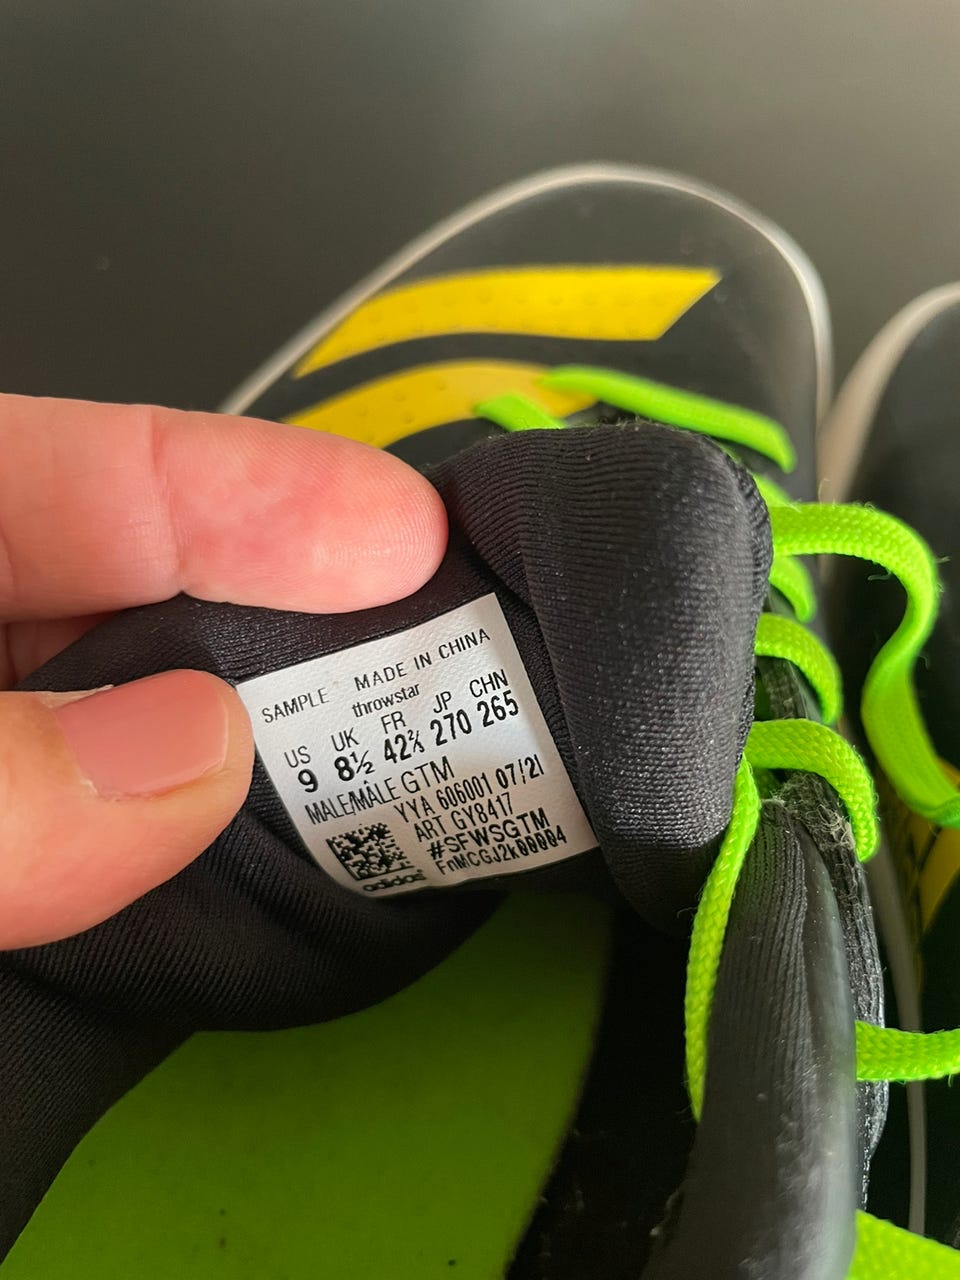 SAMPLE MADE IN CHINA
throwstar
US UK FR JP CHN
9 8½ 42⅔ 270 265
MALE/MÂLE GTM
YYA 606001 07/21
ART GY8417
#SFWSGTM
FnMCGJ2k00004
adidas